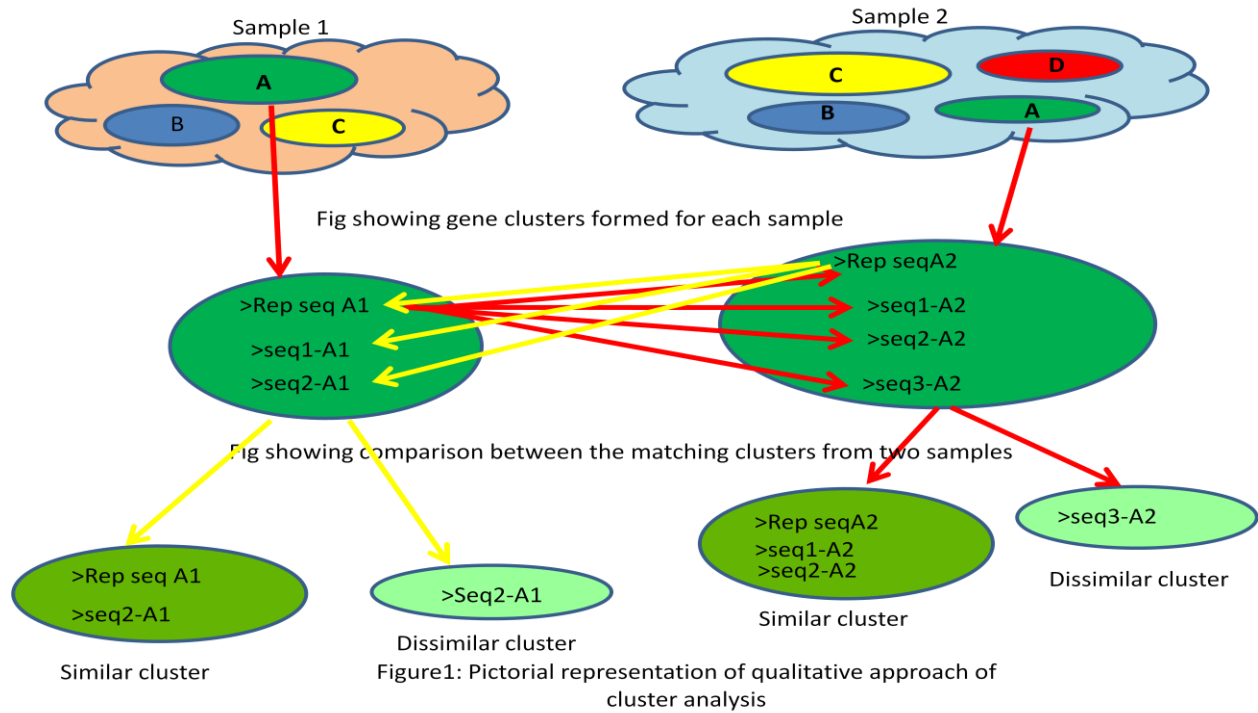 Sample 1
Sample 2
A
B
C
C
D
B
A
Fig showing gene clusters formed for each sample
>Rep seq A1
>seq1-A1
>seq2-A1
>Rep seqA2
>seq1-A2
>seq2-A2
>seq3-A2
Fig showing comparison between the matching clusters from two samples
>Rep seq A1
>seq2-A1
Similar cluster
>Seq2-A1
Dissimilar cluster
>Rep seqA2
>seq1-A2
>seq2-A2
Similar cluster
>seq3-A2
Dissimilar cluster
Figure1: Pictorial representation of qualitative approach of
cluster analysis